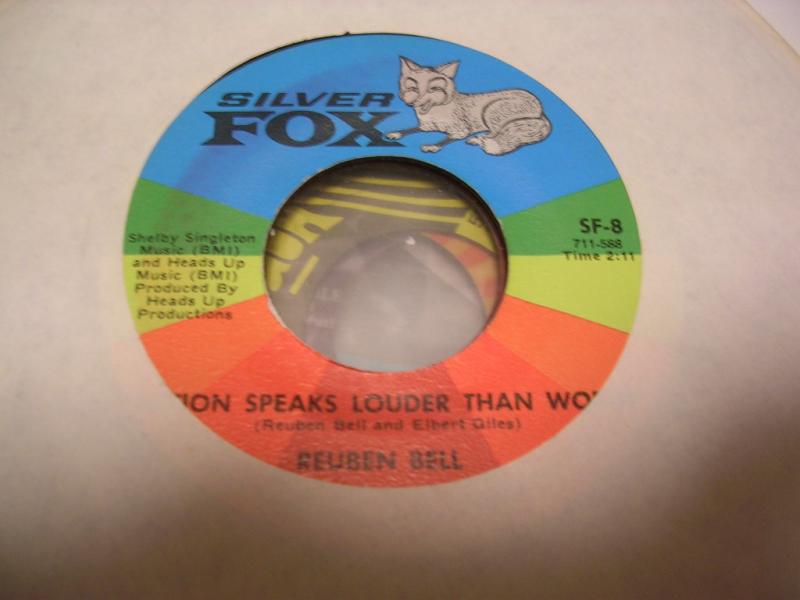 SILVER
FOX
SF-8
711-588
Time 2:11
Shelby Singleton
Music (BMI)
and Heads Up
Music (BMI)
Produced By
Heads Up
Productions
TION SPEAKS LOUDER THAN WO
(Reuben Bell and Elbert Giles)
REUBEN BELL